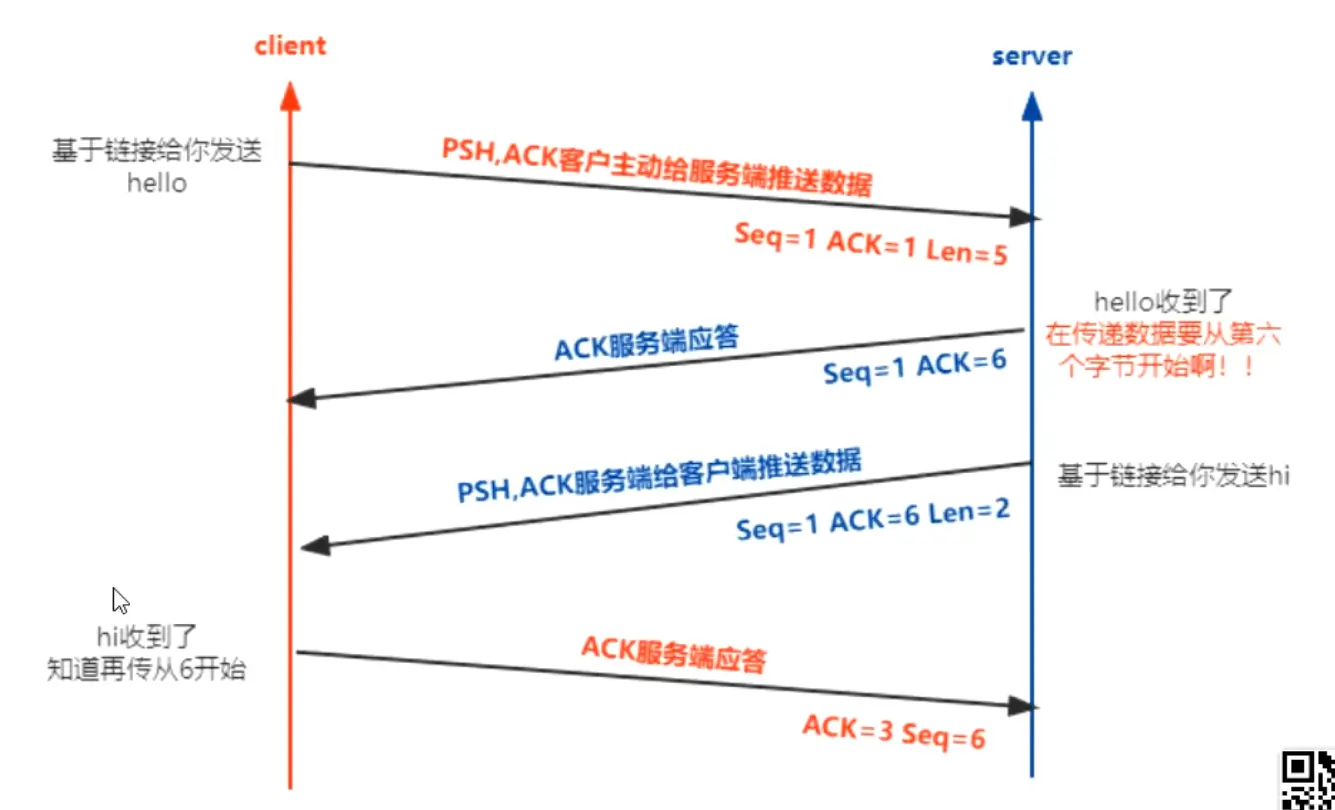 client
server
基于链接给你发送
hello
PSH,ACK客户主动给服务端推送数据
Seq=1 ACK=1 Len=5
hello收到了
在传递数据要从第六
个字节开始啊！！
ACK服务端应答
Seq=1 ACK=6
PSH,ACK服务端给客户端推送数据
基于链接给你发送hi
Seq=1 ACK=6 Len=2
hi收到了
知道再传从6开始
ACK服务端应答
ACK=3 Seq=6